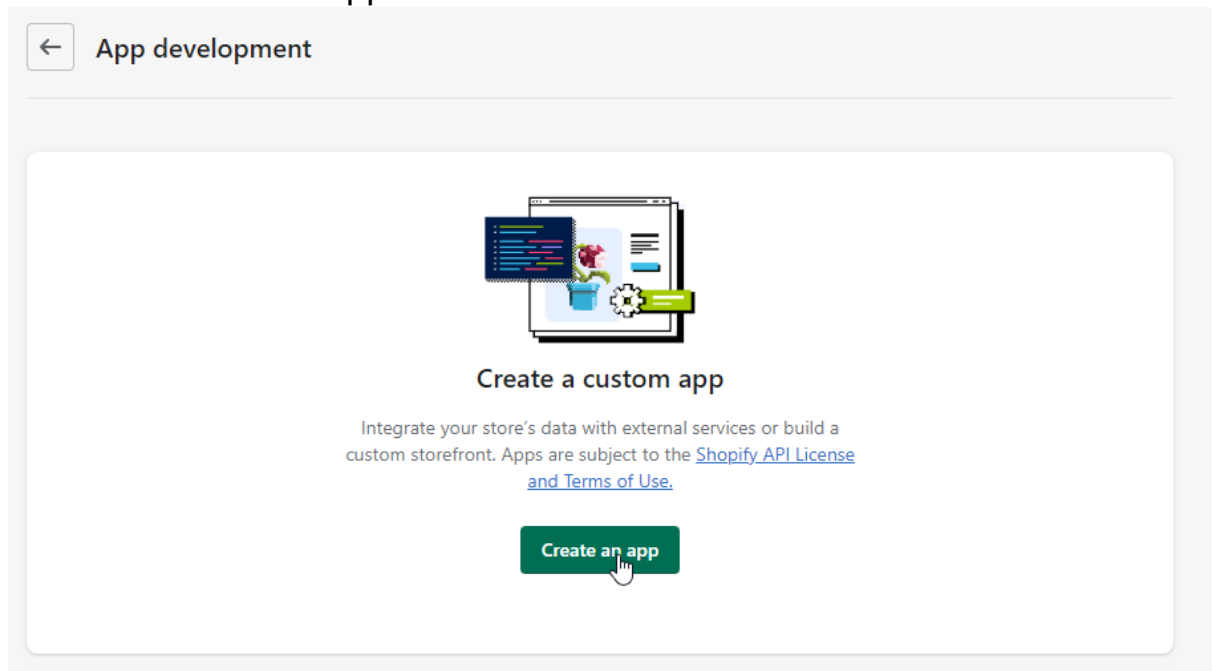 App development
Create a custom app
Integrate your store's data with external services or build a
custom storefront. Apps are subject to the Shopify API License
and Terms of Use.
Create an app